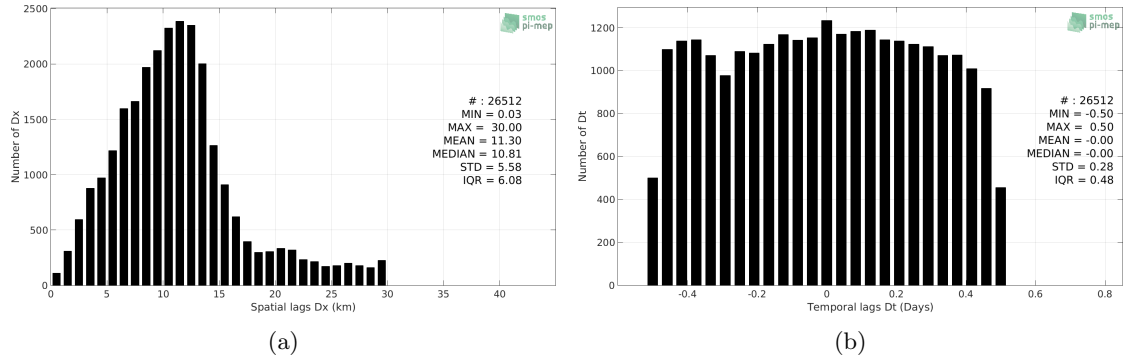 2500
2000
1500
1000
500
0
Number of Dx
0 5 10 15 20 25 30 35 40
Spatial lags Dx (km)
smos
pi-mep
# : 26512
MIN = 0.03
MAX = 30.00
MEAN = 11.30
MEDIAN = 10.81
STD = 5.58
IQR = 6.08
(a)
1200
1000
800
600
400
200
0
Number of Dt
-0.4 -0.2 0 0.2 0.4 0.6 0.8
Temporal lags Dt (Days)
smos
pi-mep
# : 26512
MIN = -0.50
MAX = 0.50
MEAN = -0.00
MEDIAN = -0.00
STD = 0.28
IQR = 0.48
(b)